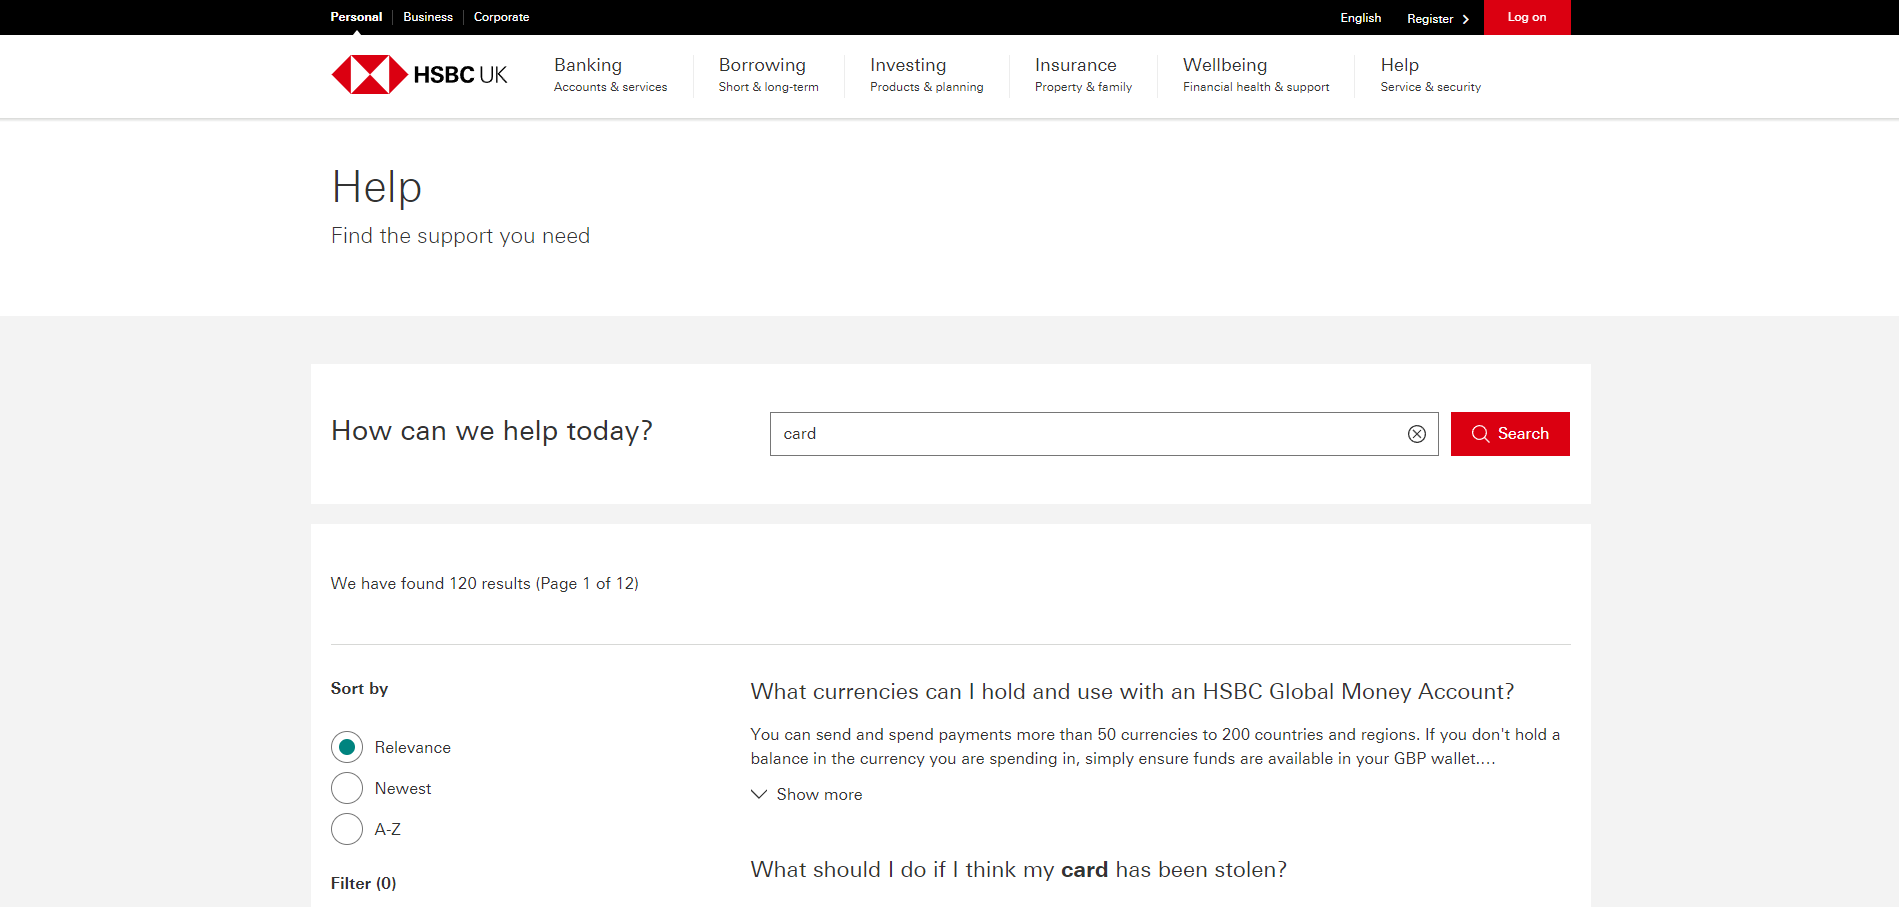 Personal
Business
Corporate
English
Register
Log on
HSBC UK
Banking
Accounts & services
Borrowing
Short & long-term
Investing
Products & planning
Insurance
Property & family
Wellbeing
Financial health & support
Help
Service & security
Help
Find the support you need
How can we help today?
card
Search
We have found 120 results (Page 1 of 12)
Sort by
Relevance
Newest
A-Z
Filter (0)
What currencies can I hold and use with an HSBC Global Money Account?
You can send and spend payments more than 50 currencies to 200 countries and regions. If you don't hold a
balance in the currency you are spending in, simply ensure funds are available in your GBP wallet....
Show more
What should I do if I think my card has been stolen?